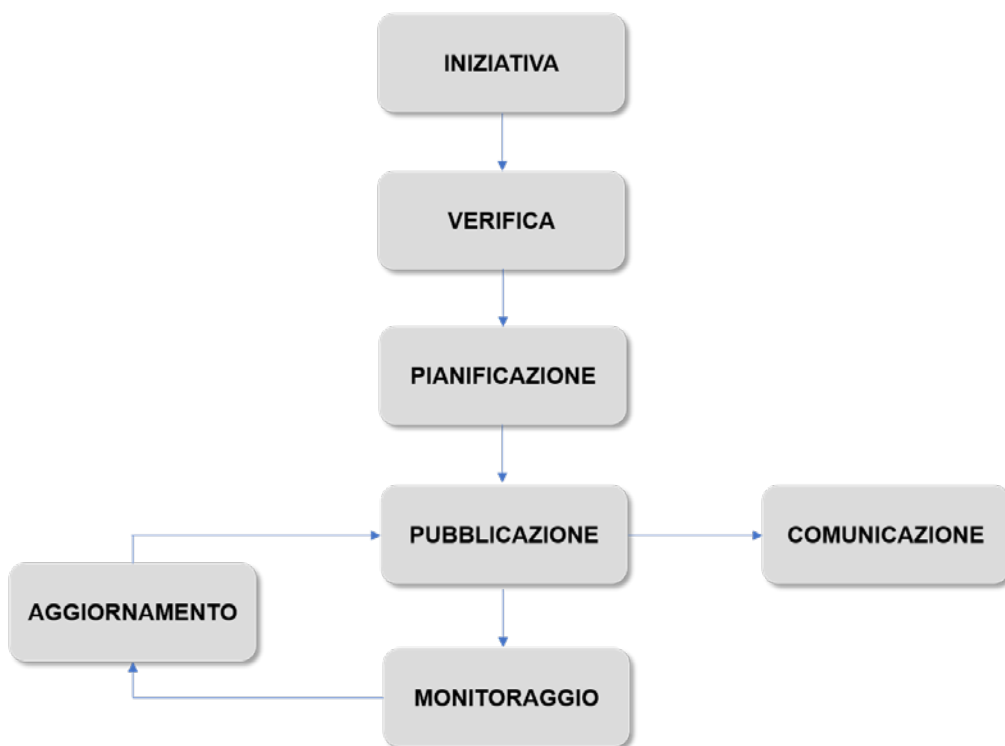 INIZIATIVA
VERIFICA
PIANIFICAZIONE
PUBBLICAZIONE
COMUNICAZIONE
AGGIORNAMENTO
MONITORAGGIO